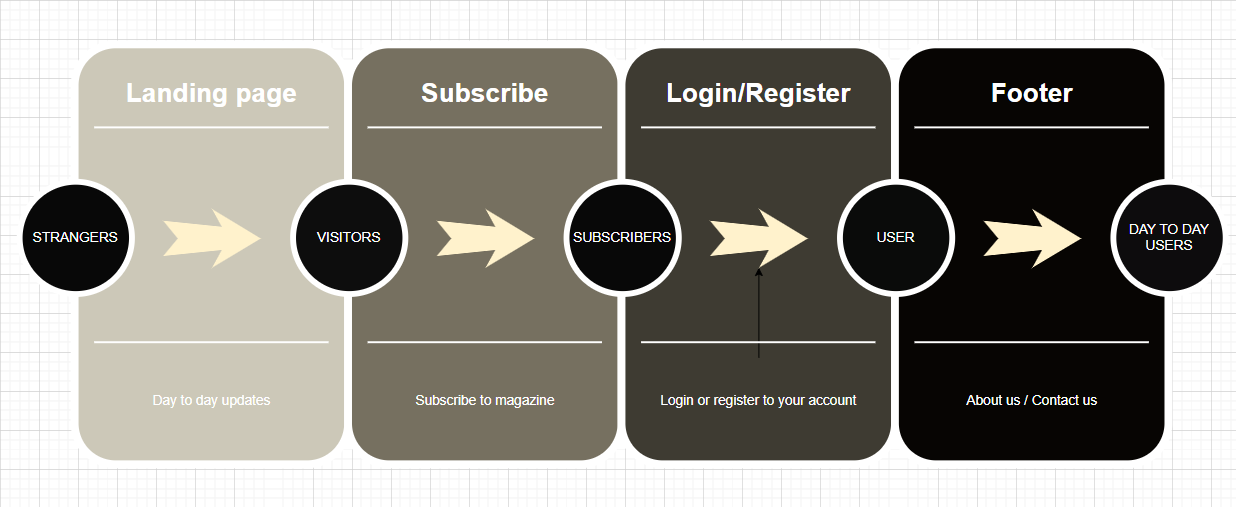 Landing page
Subscribe
Login/Register
Footer
STRANGERS
VISITORS
SUBSCRIBERS
USER
DAY TO DAY
USERS
Day to day updates
Subscribe to magazine
Login or register to your account
About us / Contact us